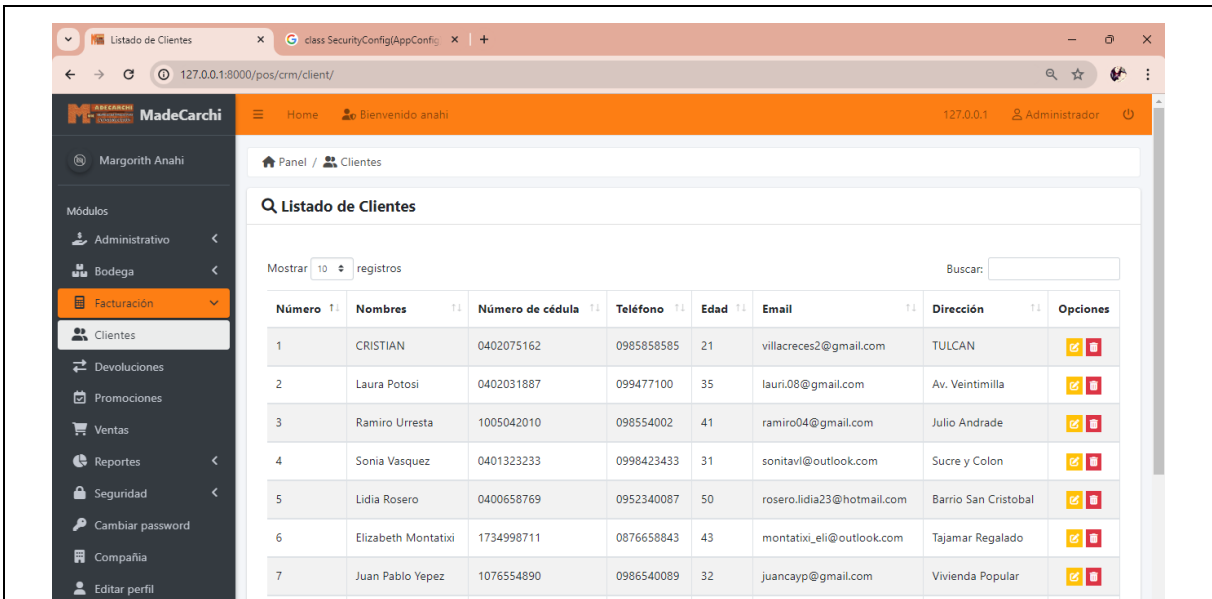 Listado de Clientes
class SecurityConfig(AppConfig
127.0.0.1:8000/pos/crm/client/
MadeCarchi
Home
Bienvenido anahi
127.0.0.1
Administrador
Margorith Anahi
Panel / Clientes
Listado de Clientes
Módulos
Administrativo
Bodega
Facturación
Clientes
Devoluciones
Promociones
Ventas
Reportes
Seguridad
Cambiar password
Compañia
Editar perfil
Mostrar 10 registros
Buscar:
Número Nombres Número de cédula Teléfono Edad Email Dirección Opciones
1 CRISTIAN 0402075162 0985858585 21 villacreces2@gmail.com TULCAN
2 Laura Potosi 0402031887 099477100 35 lauri.08@gmail.com Av. Veintimilla
3 Ramiro Urresta 1005042010 098554002 41 ramiro04@gmail.com Julio Andrade
4 Sonia Vasquez 0401323233 0998423433 31 sonitavl@outlook.com Sucre y Colon
5 Lidia Rosero 0400658769 0952340087 50 rosero.lidia23@hotmail.com Barrio San Cristobal
6 Elizabeth Montatixi 1734998711 0876658843 43 montatixi_eli@outlook.com Tajamar Regalado
7 Juan Pablo Yepez 1076554890 0986540089 32 juancayp@gmail.com Vivienda Popular